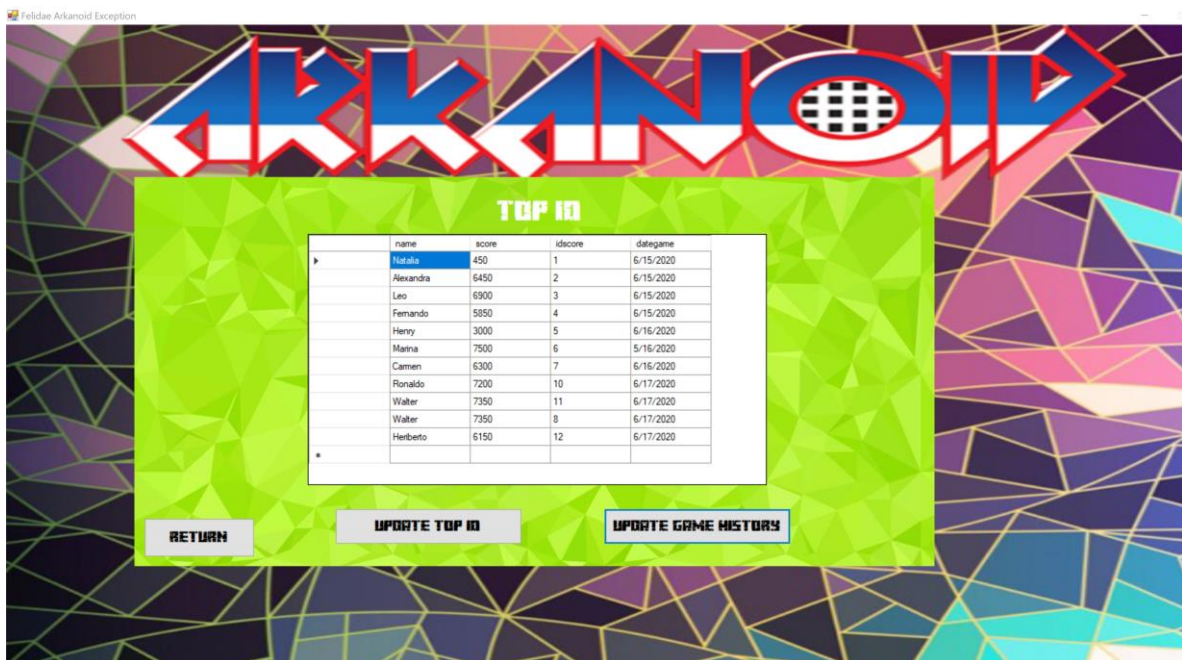 Felidae Arkanoid Exception
ARKANOID
TOP 10
name score idscore dategame
Natalia 450 1 6/15/2020
Alexandra 6450 2 6/15/2020
Leo 6900 3 6/15/2020
Fernando 5850 4 6/15/2020
Henry 3000 5 6/16/2020
Marina 7500 6 5/16/2020
Carmen 6300 7 6/16/2020
Ronaldo 7200 10 6/17/2020
Walter 7350 11 6/17/2020
Walter 7350 8 6/17/2020
Heriberto 6150 12 6/17/2020
RETURN UPDATE TOP 10 UPDATE GAME HISTORY